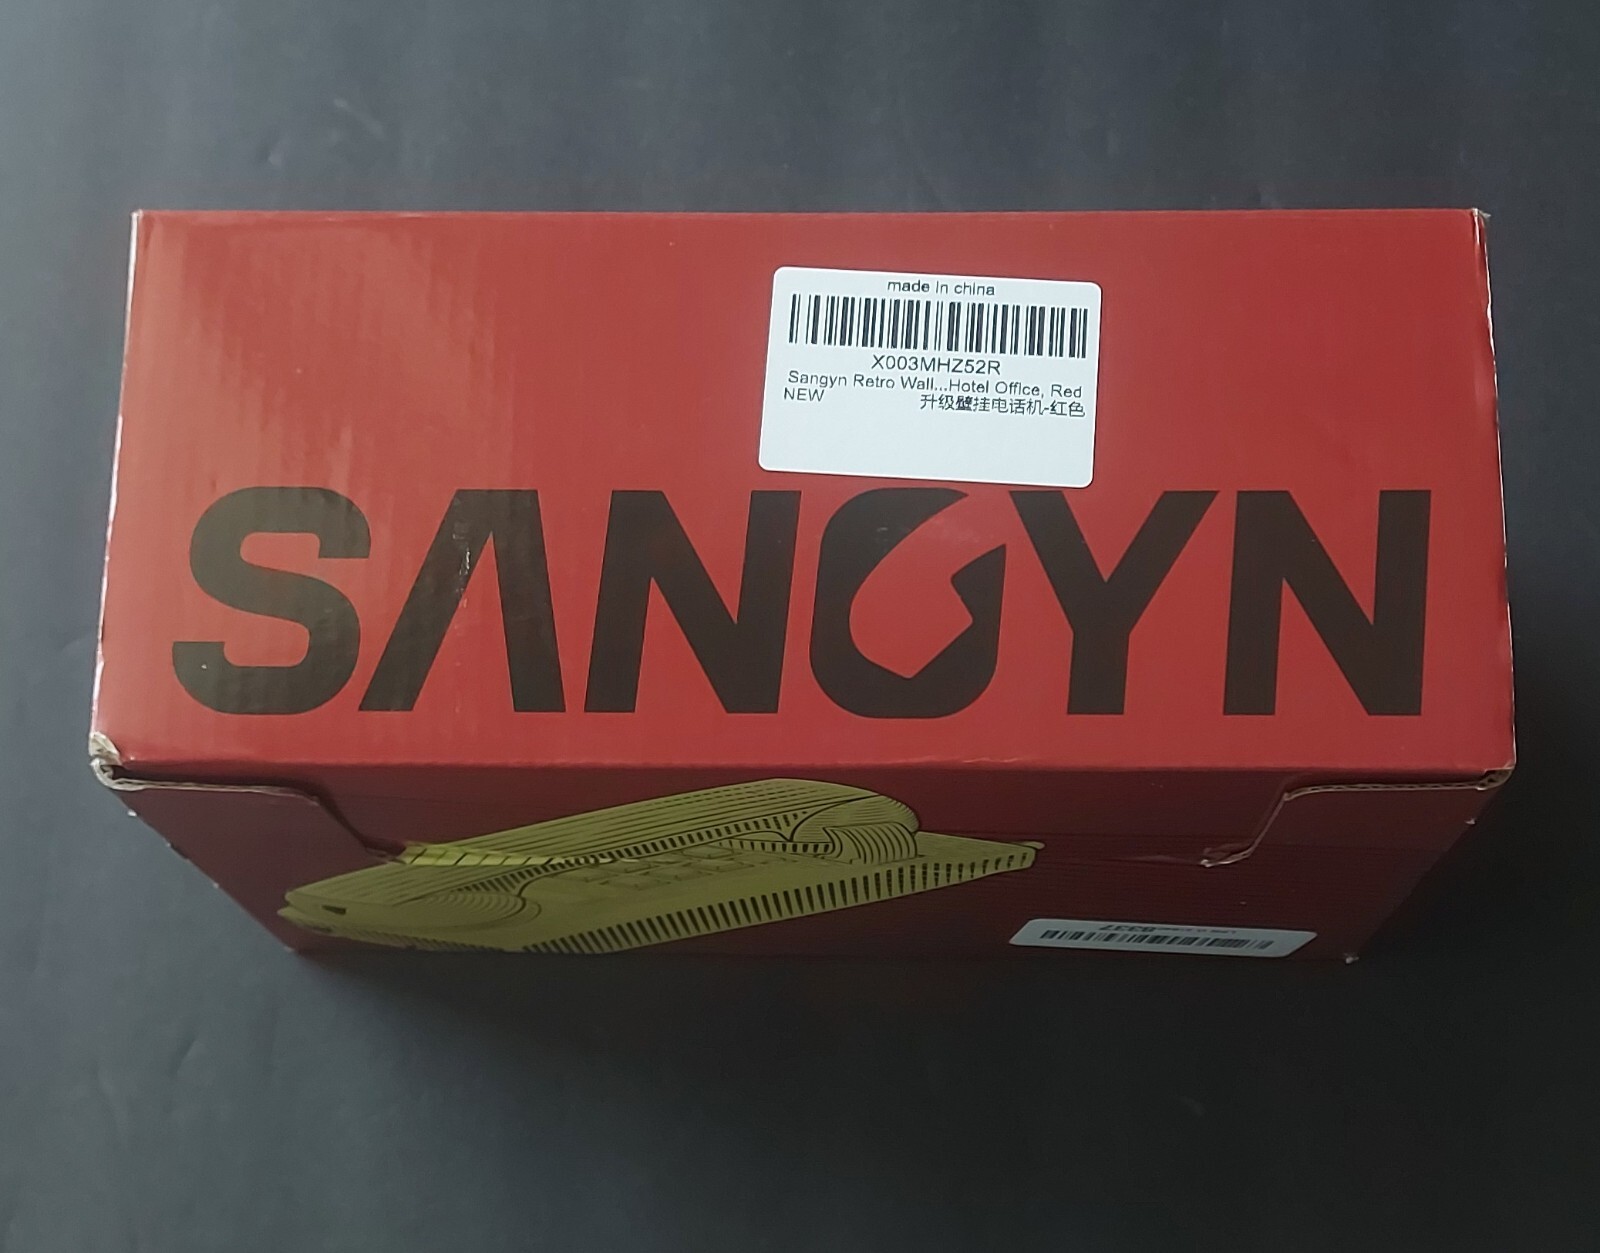 made in china
X003MHZ52R
Sangyn Retro Wall...Hotel Office, Red
NEW 升级壁挂电话机-红色
SANGYN